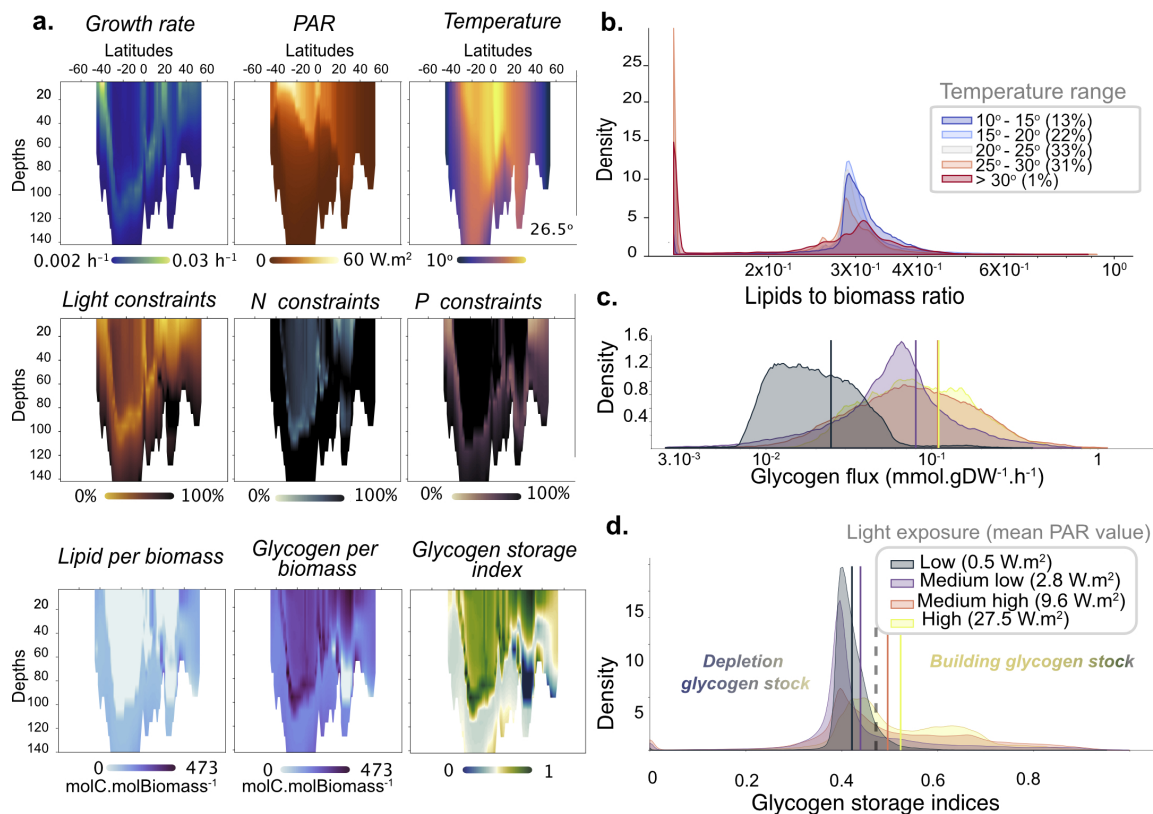 a.
Growth rate
PAR
Temperature
Latitudes
Latitudes
Latitudes
-60 -40 -20 0 20 40 60
-60 -40 -20 0 20 40 60
-60 -40 -20 0 20 40 60
Depths
20
40
60
80
100
120
140
26.5°
0.002 h⁻¹
0.03 h⁻¹
0
60 W.m²
10°
Light constraints
N constraints
P constraints
Depths
20
40
60
80
100
120
140
0% 100%
0% 100%
0% 100%
Lipid per biomass
Glycogen per
biomass
Glycogen storage
index
Depths
20
40
60
80
100
120
140
0 473
molC.molBiomass⁻¹
0 473
molC.molBiomass⁻¹
0 1
b.
Density
25
20
15
10
5
0
Temperature range
10°- 15° (13%)
15°- 20° (22%)
20°- 25° (33%)
25°- 30° (31%)
> 30° (1%)
2X10⁻¹ 3X10⁻¹ 4X10⁻¹ 6X10⁻¹ 10⁰
Lipids to biomass ratio
c.
Density
1.6
1.2
0.8
0.4
3.10⁻³ 10⁻² 10⁻¹ 1
Glycogen flux (mmol.gDW⁻¹.h⁻¹)
d.
Light exposure (mean PAR value)
Low (0.5 W.m²)
Medium low (2.8 W.m²)
Medium high (9.6 W.m²)
High (27.5 W.m²)
Density
15
10
5
Depletion
glycogen stock
Building glycogen stock
0 0.2 0.4 0.6 0.8
Glycogen storage indices